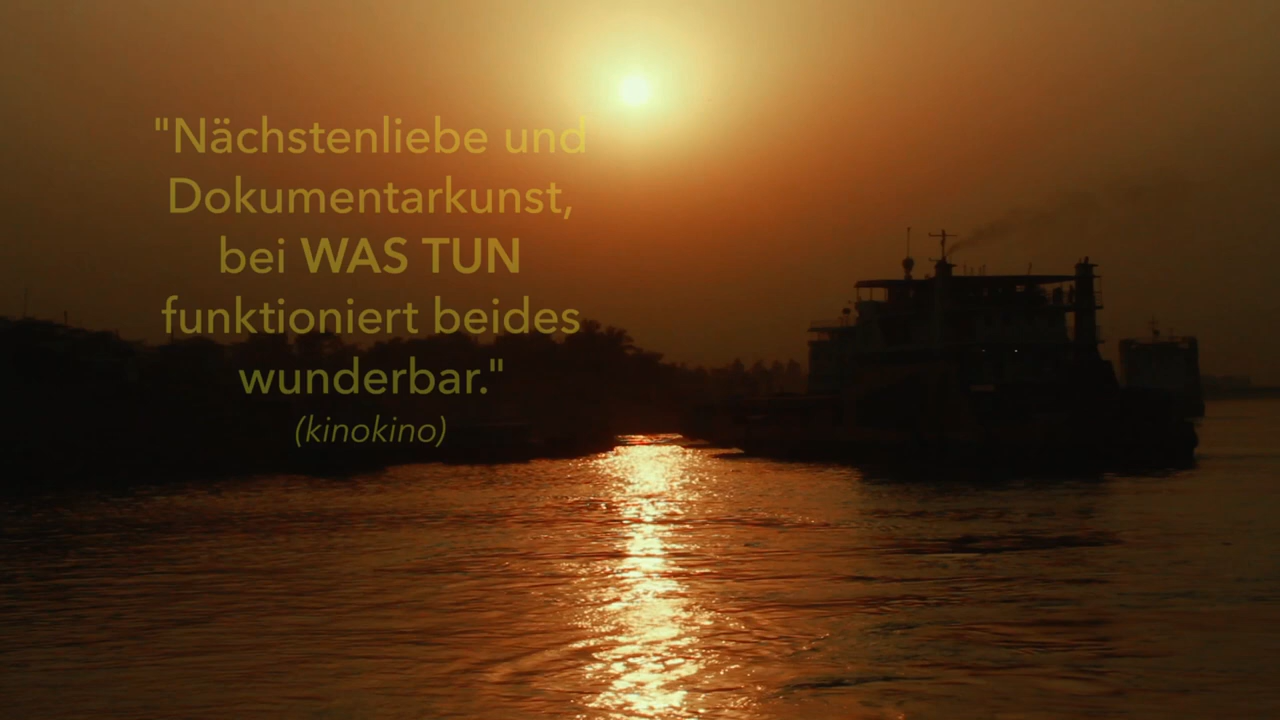 "Nächstenliebe und
Dokumentarkunst,
bei WAS TUN
funktioniert beides
wunderbar."
(kinokino)